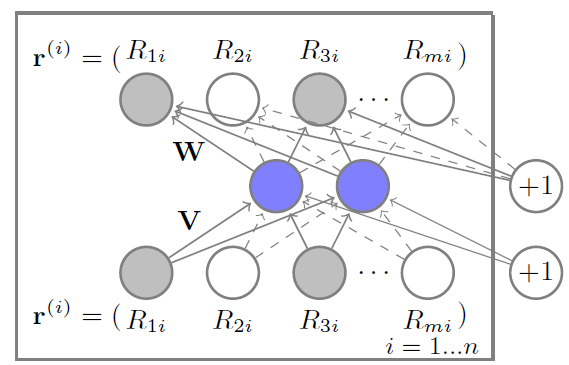 r^(i) = ( R_1i R_2i R_3i R_mi )
...
W
+1
V
+1
...
r^(i) = ( R_1i R_2i R_3i R_mi )
i = 1...n